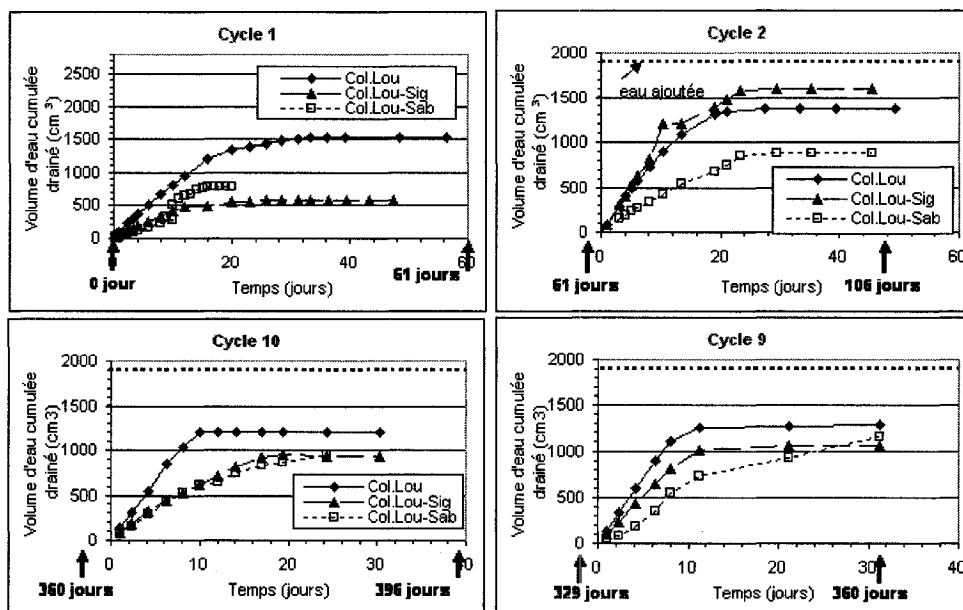 Cycle 1
Volume d'eau cumulée drainé (cm³)
2500
2000
1500
1000
500
0
Col.Lou
Col.Lou-Sig
Col.Lou-Sab
0
20
40
60
0 jour
Temps (jours)
61 jours
Cycle 2
Volume d'eau cumulée drainé (cm³)
2000
1500
1000
500
0
eau ajoutée
Col.Lou
Col.Lou-Sig
Col.Lou-Sab
0
20
40
60
61 jours
Temps (jours)
106 jours
Cycle 10
Volume d'eau cumulée drainé (cm3)
2000
1500
1000
500
0
Col.Lou
Col.Lou-Sig
Col.Lou-Sab
0
10
20
30
40
360 jours
Temps (jours)
396 jours
Cycle 9
Volume d'eau cumulée drainé (cm3)
2000
1500
1000
500
0
0
10
20
30
40
329 jours
Temps (jours)
360 jours